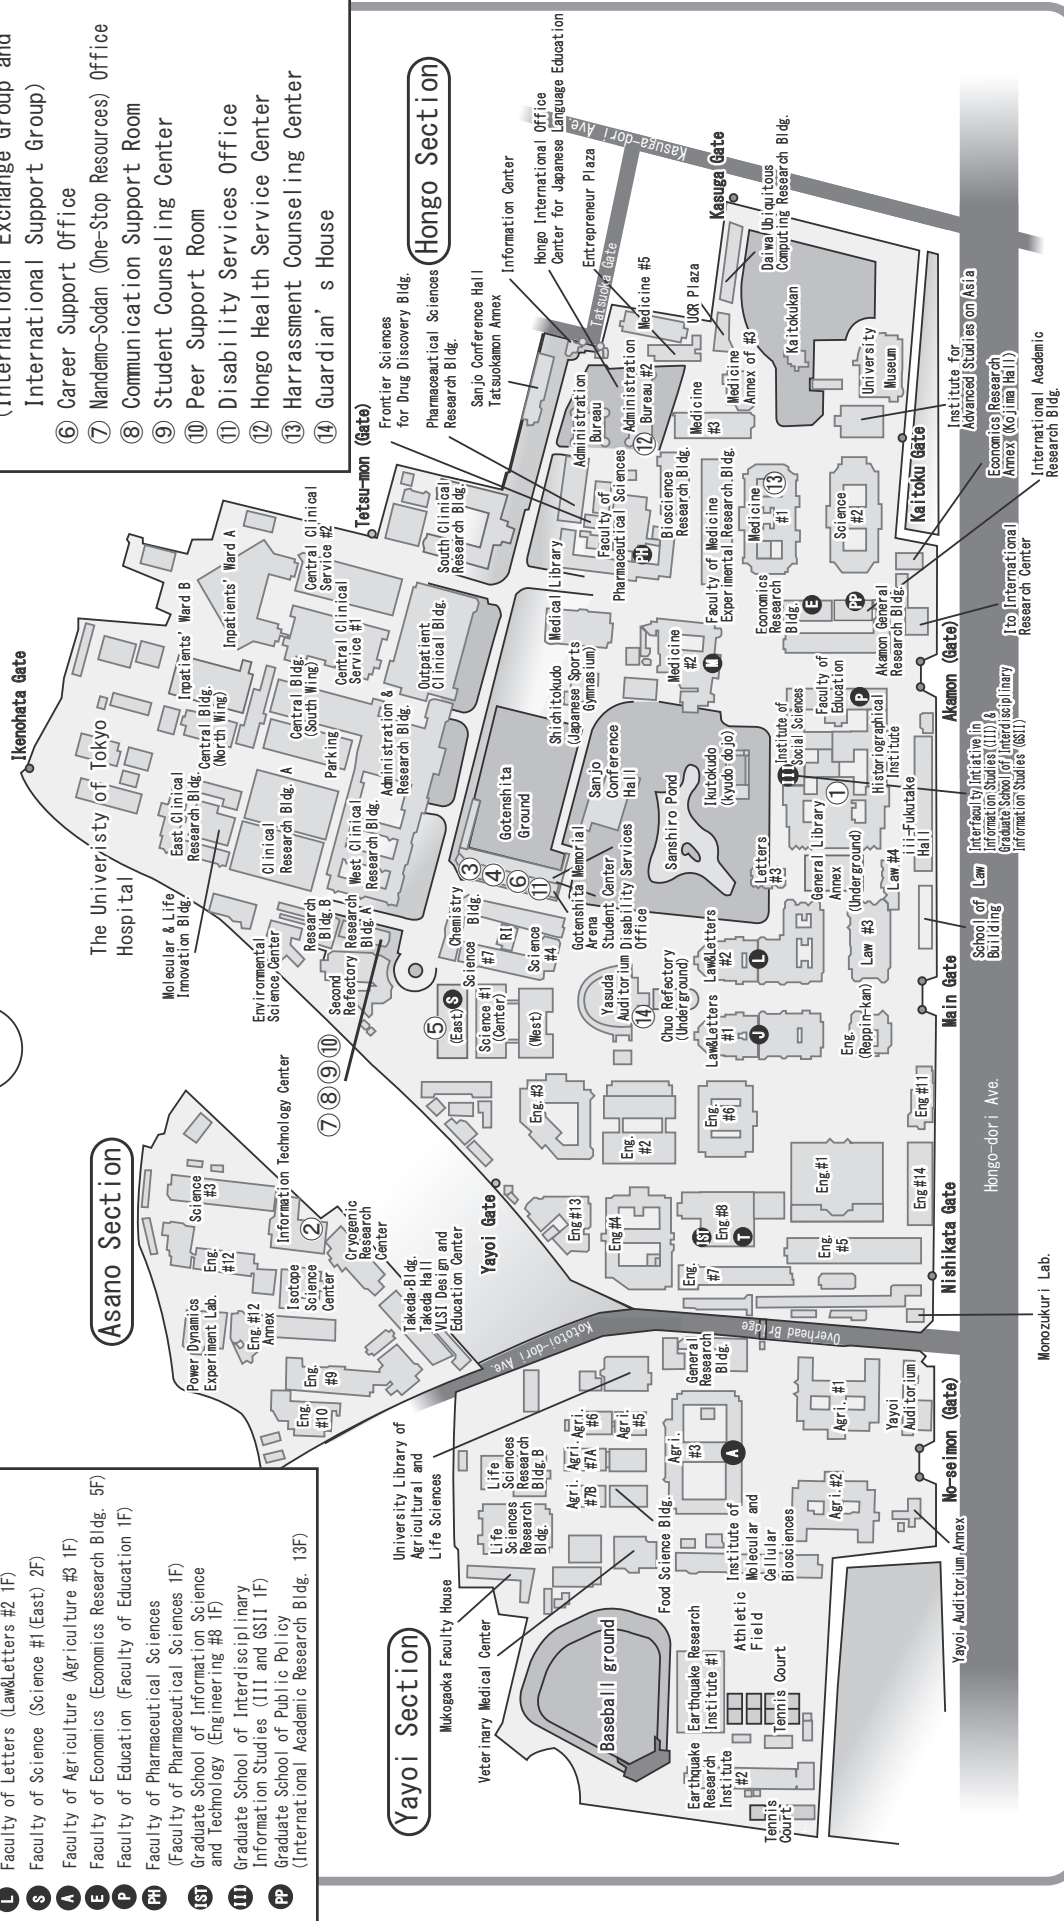 (International Exchange Group and
International Support Group)
⑥ Career Support Office
⑦ Nandemo-Sodan (One-Stop Resources) Office
⑧ Communication Support Room
⑨ Student Counseling Center
⑩ Peer Support Room
⑪ Disability Services Office
⑫ Hongo Health Service Center
⑬ Harrassment Counseling Center
⑭ Guardian's House
L Faculty of Letters (Law&Letters #2 1F)
S Faculty of Science (Science #1(East) 2F)
A Faculty of Agriculture (Agriculture #3 1F)
E Faculty of Economics (Economics Research Bldg. 5F)
P Faculty of Education (Faculty of Education 1F)
PH Faculty of Pharmaceutical Sciences
(Faculty of Pharmaceutical Sciences 1F)
IST Graduate School of Information Science
and Technology (Engineering #8 1F)
III Graduate School of Interdisciplinary
Information Studies (III and GSII 1F)
PP Graduate School of Public Policy
(International Academic Research Bldg. 13F)
Asano Section
Science
#3
Information Technology Center
②
Eng.
#12
Isotope
Science
Center
Cryogenic
Research
Center
Power Dynamics
Experiment Lab.
Eng. #12
Annex
Takeda Bldg.
Takeda Hall
VLSI Design and
Education Center
Eng.
#9
Eng.
#10
Hongo Section
Ikenohata Gate
The Univeristy of Tokyo
Hospital
Molecular & Life
Innovation Bldg.
East Clinical
Research Bldg.
Central Bldg.
(North Wing)
Inpatients' Ward B
Inpatients' Ward A
Central Clinical
Service #2
Central Clinical
Service #1
Central Bldg.
(South Wing)
Parking
Clinical
Research Bldg. A
West Clinical
Research Bldg.
Administration &
Research Bldg.
Outpatient
Clinical Bldg.
South Clinical
Research Bldg.
Tetsu-mon (Gate)
Environmental
Science Center
Research
Bldg. B
Research
Bldg. A
Second
Refectory
⑦⑧⑨⑩
Frontier Sciences
for Drug Discovery Bldg.
Pharmaceutical Sciences
Research Bldg.
Sanjo Conference Hall
Tatsuokamon Annex
Information Center
Hongo International Office
Center for Japanese Language Education
Entrepreneur Plaza
Tatsuoka Gate
Kasuga-dori Ave.
Kasuga Gate
Daiwa Ubiquitous
Computing Research Bldg.
Medicine #5
UCR Plaza
Administration
Bureau
Administration
Bureau #2
⑫
Medicine
#3
Medicine
Annex of #3
Kaitokukan
University
Museum
Faculty of
Pharmaceutical Sciences
PH
Bioscience
Research Bldg.
Faculty of Medicine
Experimental Research Bldg.
Medicine
#1
⑬
Science
#2
Kaitoku Gate
Institute for
Advanced Studies on Asia
Economics Research
Annex (Kojima Hall)
International Academic
Research Bldg.
Medical Library
Shichitokudo
(Japanese Sports
Gymnasium)
Gotenshita
Ground
Medicine
#2
M
Economics
Research
Bldg.
E
PP
Akamon General
Research Bldg.
Ito International
Research Center
Akamon (Gate)
Institute of
Social Sciences
Faculty of
Education
P
III
Historiographical
Institute
Interfaculty Intiative in
Information Studies (III) &
Graduate School of Interdisciplinary
Information Studies (GSII)
Sanjo
Conference
Hall
Sanshiro Pond
Ikutokudo
(kyudo dojo)
General Library
①
General Library
Annex
(Underground)
iii-Fukutake
Hall
Law #4
Letters
#3
Law #3
School of Law
Building
③
④
⑥
⑪
Gotenshita Memorial
Arena
Student Center
Disability Services
Office
Chemistry
Bldg.
Science
#7
RI
Science
#4
⑤
(East)
S
Science #1
(Center)
(West)
Yasuda
Auditorium
⑭
Chuo Refectory
(Underground)
Law&Letters
#2
L
Law&Letters
#1
J
Eng.
(Reppin-kan)
Main Gate
Hongo-dori Ave.
Eng. #3
Eng.
#2
Eng.
#6
Eng #11
Eng.#1
Eng #14
Yayoi Gate
Eng #13
Eng #4
IST
Eng.#8
T
Eng.
#7
Eng.
#5
Nishikata Gate
Monozukuri Lab.
Kototoi-dori Ave.
Overhead Bridge
Yayoi Section
University Library of
Agricultural and
Life Sciences
General
Research
Bldg.
Life
Sciences
Research
Bldg. B
Life
Sciences
Research
Bldg.
Agri.
#6
Agri.
#5
Agri.
#7A
Agri.
#7B
Agri.
#3
A
Agri. #1
Yayoi
Auditorium
No-seimon (Gate)
Agri.#2
Yayoi Auditorium Annex
Food Science Bldg.
Institute of
Molecular and
Cellular
Biosciences
Mukogaoka Faculty House
Veterinary Medical Center
Baseball ground
Athletic
Field
Earthquake Research
Institute #1
Earthquake
Research
Institute
#2
Tennis Court
Tennis
Court